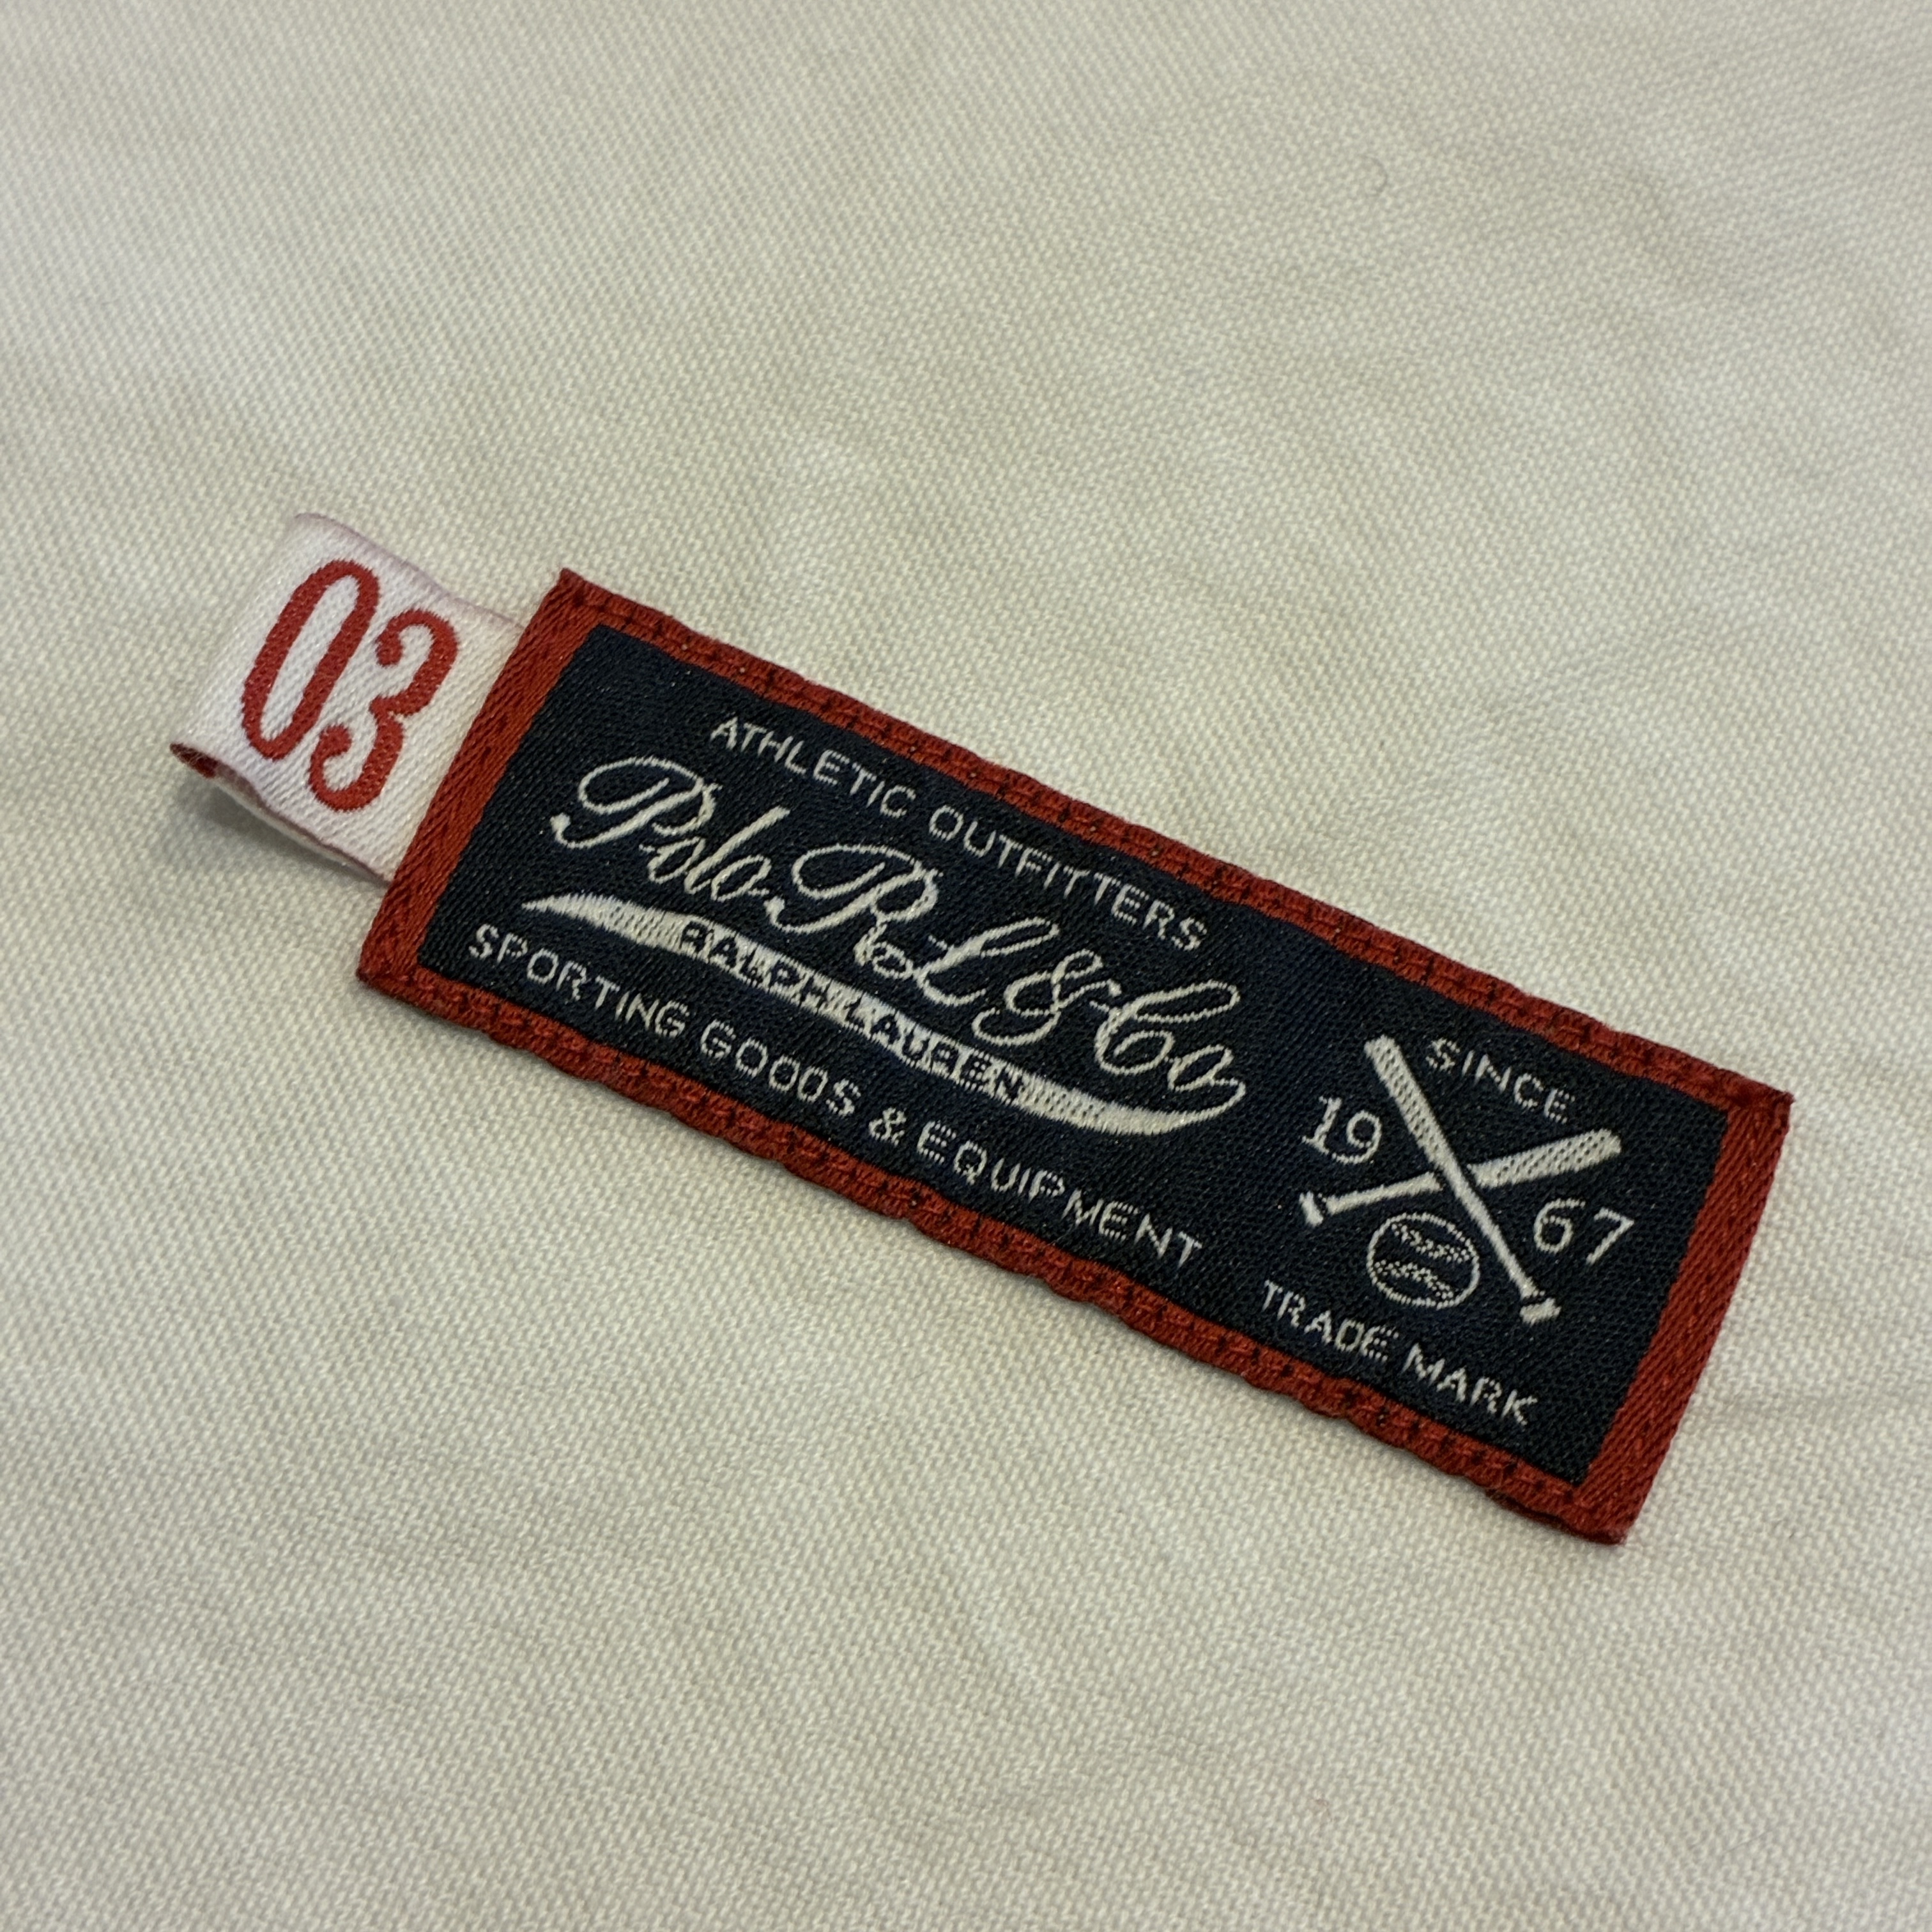 03
ATHLETIC OUTFITTERS
Polo RL & Co
RALPH LAUREN
SPORTING GOODS & EQUIPMENT
SINCE
19 67
TRADE MARK